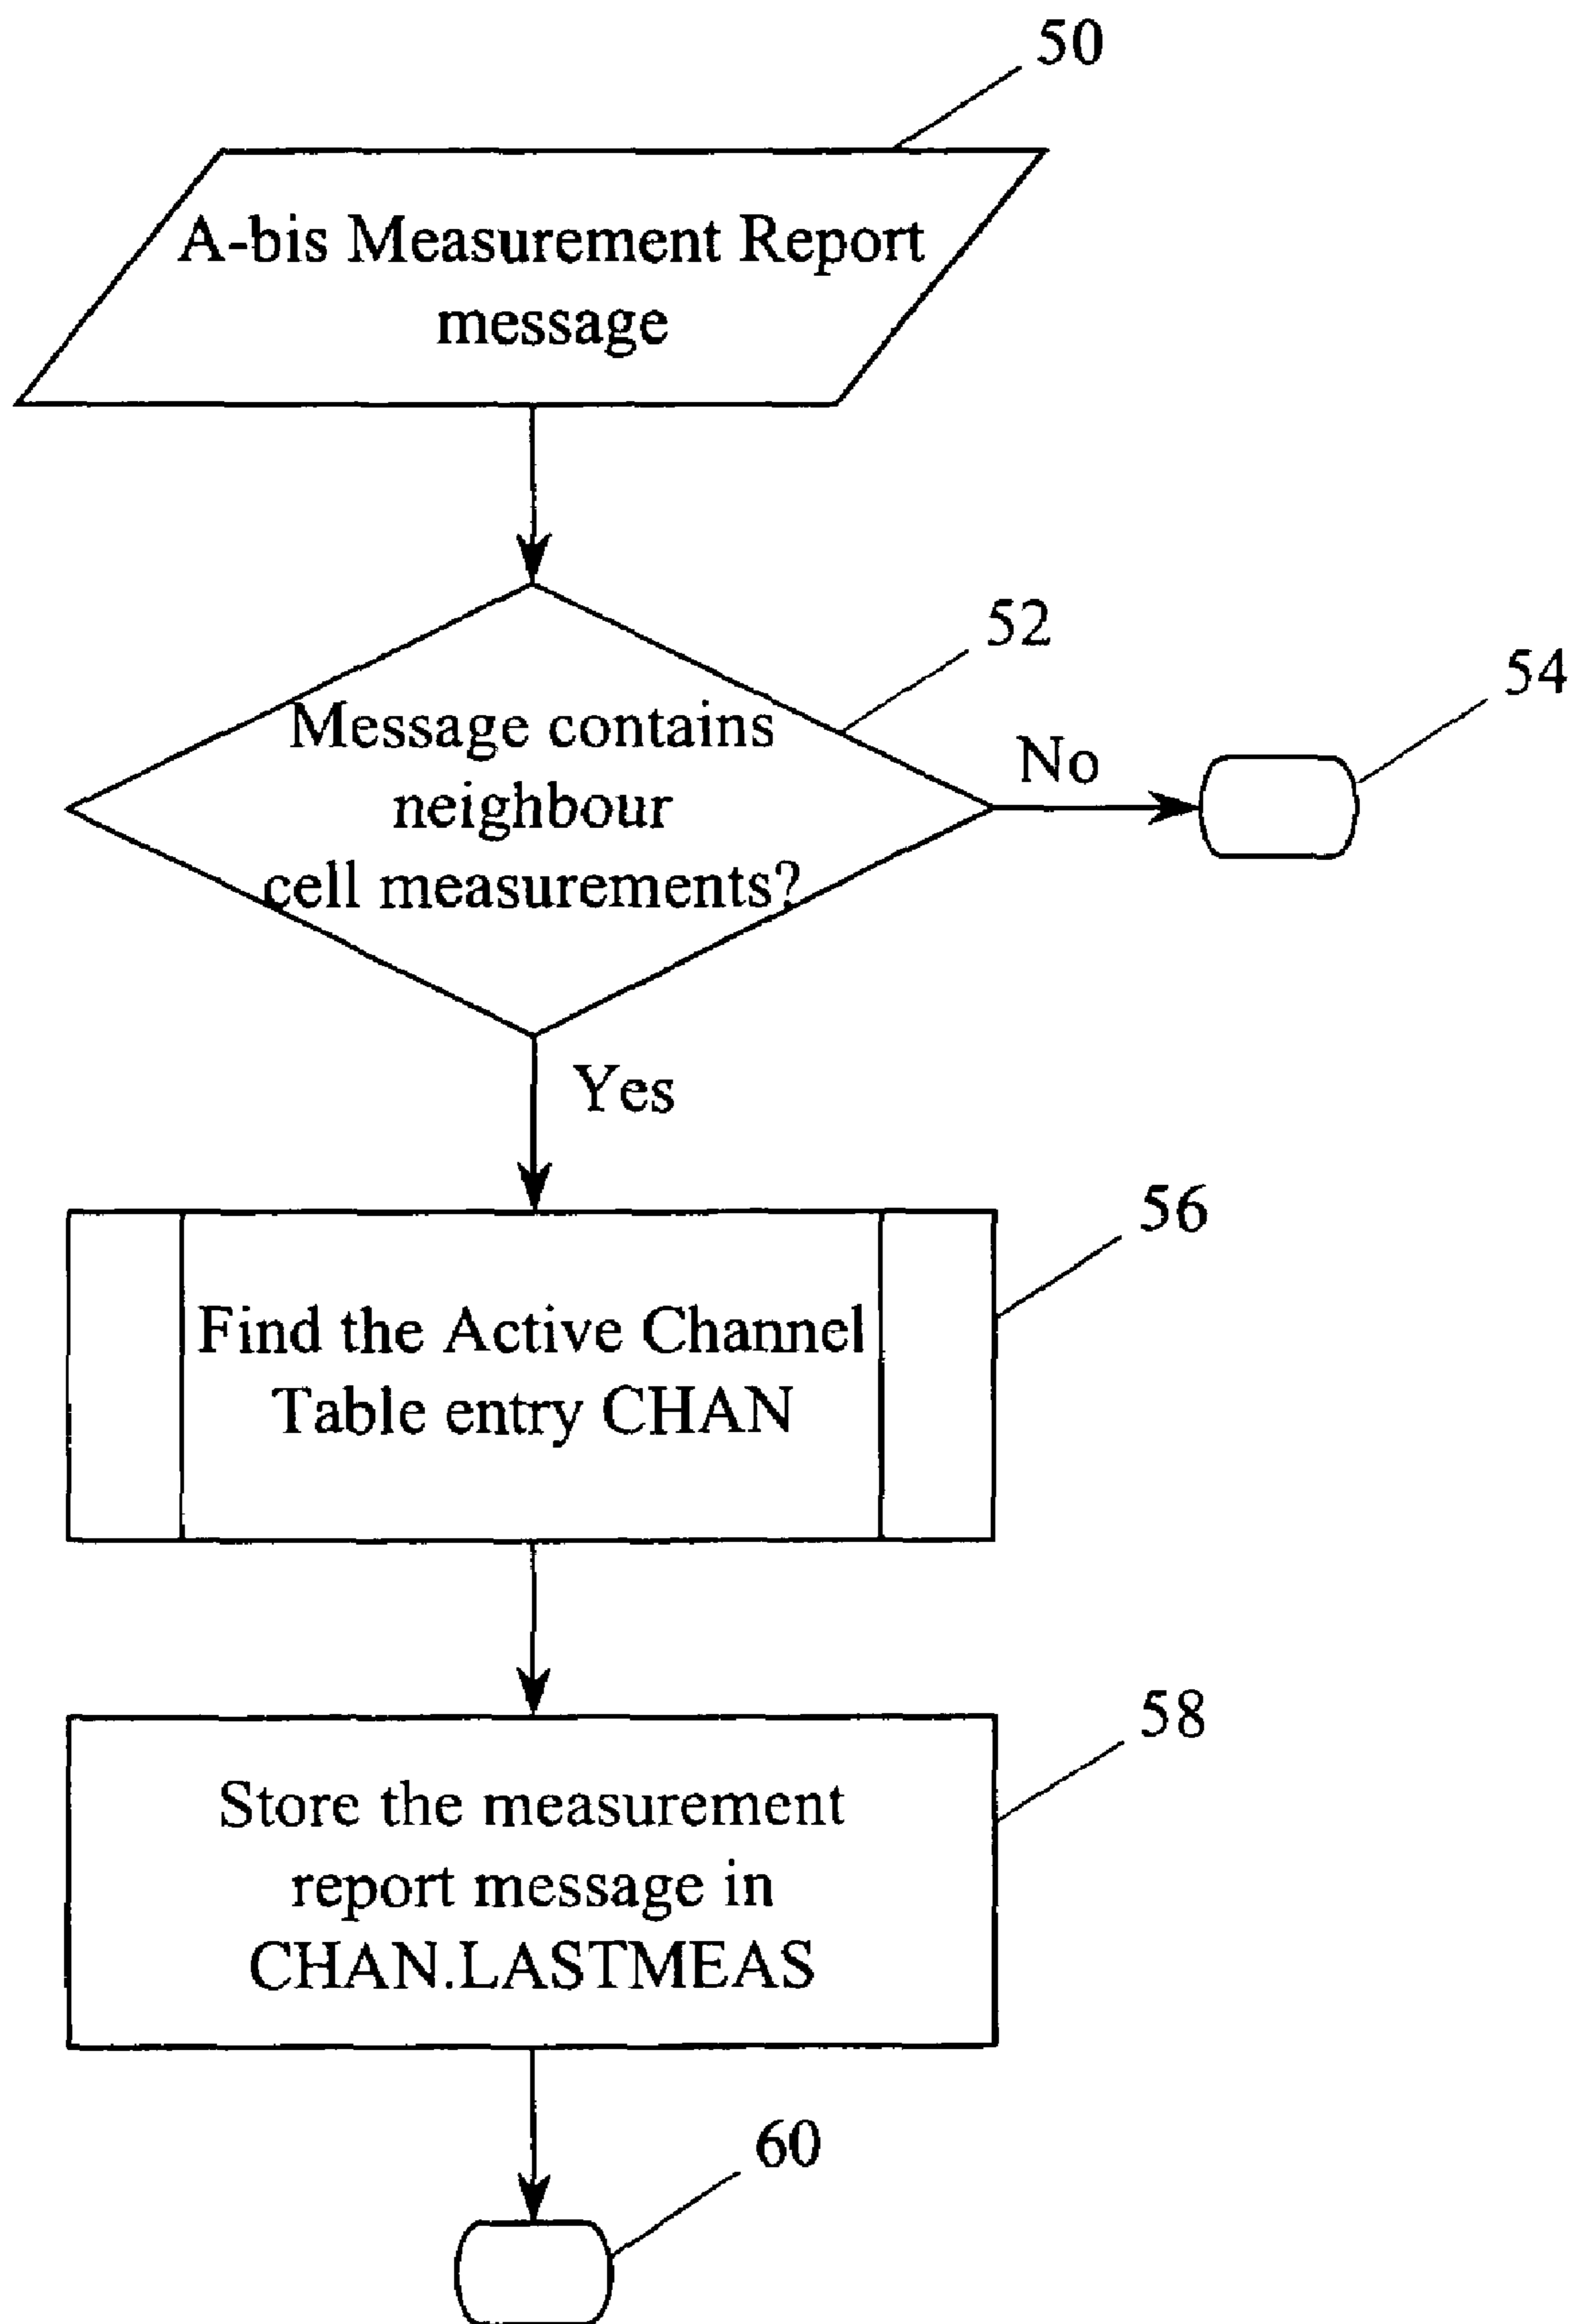 50
A-bis Measurement Report
message
52
54
Message contains
neighbour
cell measurements?
No
Yes
56
Find the Active Channel
Table entry CHAN
58
Store the measurement
report message in
CHAN.LASTMEAS
60